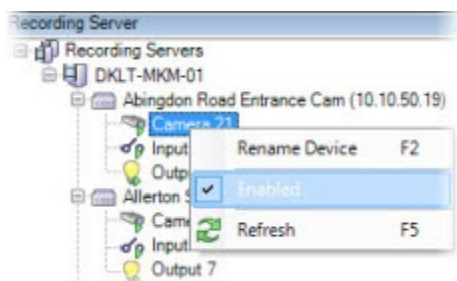 Recording Server
Recording Servers
DKLT-MKM-01
Abingdon Road Entrance Cam (10.10.50.19)
Camera 21
Rename Device F2
Input
Outp
Enabled
Allerton S
Came
Refresh F5
Input
Output 7